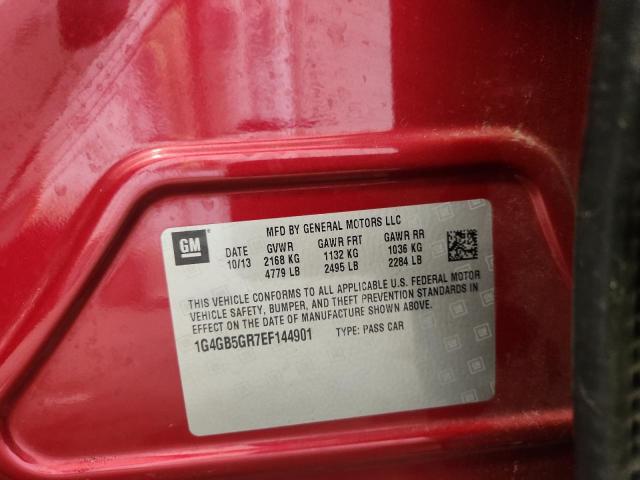 GM
MFD BY GENERAL MOTORS LLC
DATE GVWR GAWR FRT GAWR RR
10/13 2168 KG 1132 KG 1036 KG
4779 LB 2495 LB 2284 LB
THIS VEHICLE CONFORMS TO ALL APPLICABLE U.S. FEDERAL MOTOR
VEHICLE SAFETY, BUMPER, AND THEFT PREVENTION STANDARDS IN
EFFECT ON THE DATE OF MANUFACTURE SHOWN ABOVE.
1G4GB5GR7EF144901 TYPE: PASS CAR